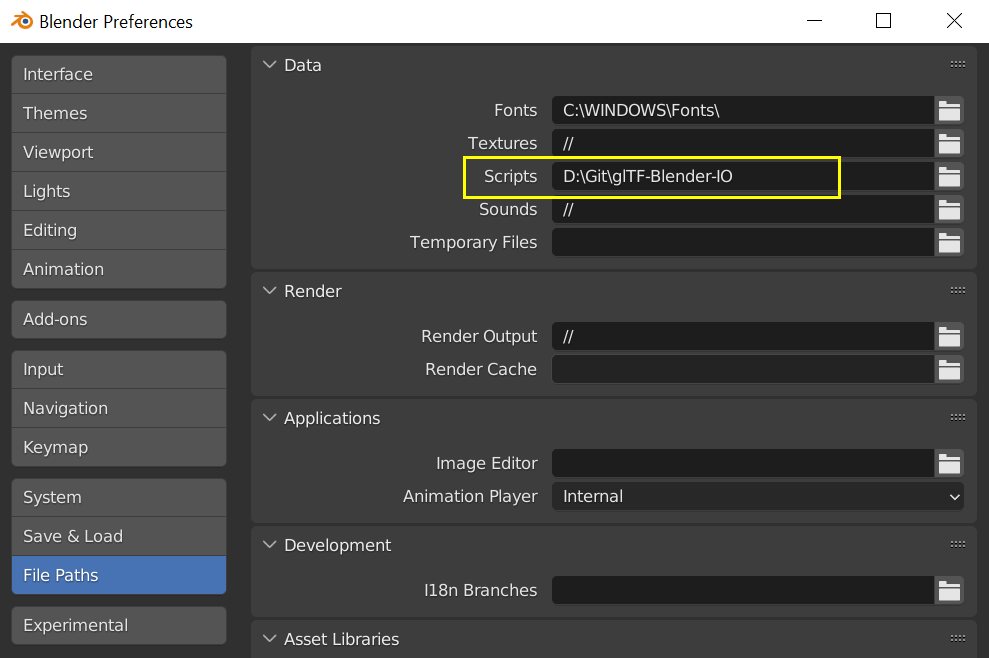 Blender Preferences
Interface
Themes
Viewport
Lights
Editing
Animation
Add-ons
Input
Navigation
Keymap
System
Save & Load
File Paths
Experimental
Data
Fonts C:\WINDOWS\Fonts\
Textures //
Scripts D:\Git\glTF-Blender-IO
Sounds //
Temporary Files
Render
Render Output //
Render Cache
Applications
Image Editor
Animation Player Internal
Development
I18n Branches
Asset Libraries